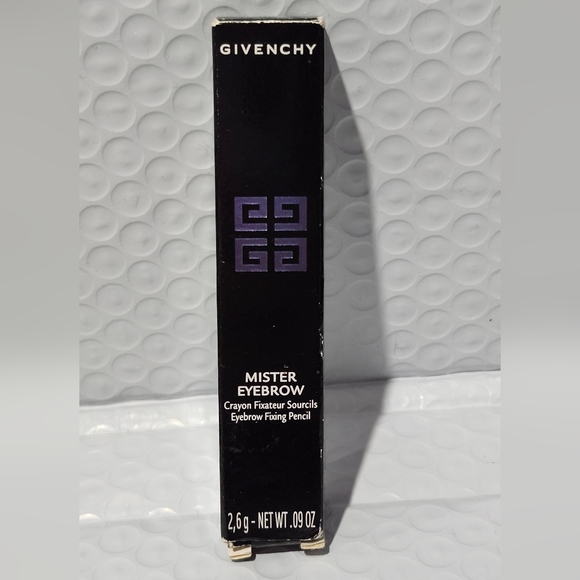 GIVENCHY
MISTER
EYEBROW
Crayon Fixateur Sourcils
Eyebrow Fixing Pencil
2,6 g - NET WT .09 OZ